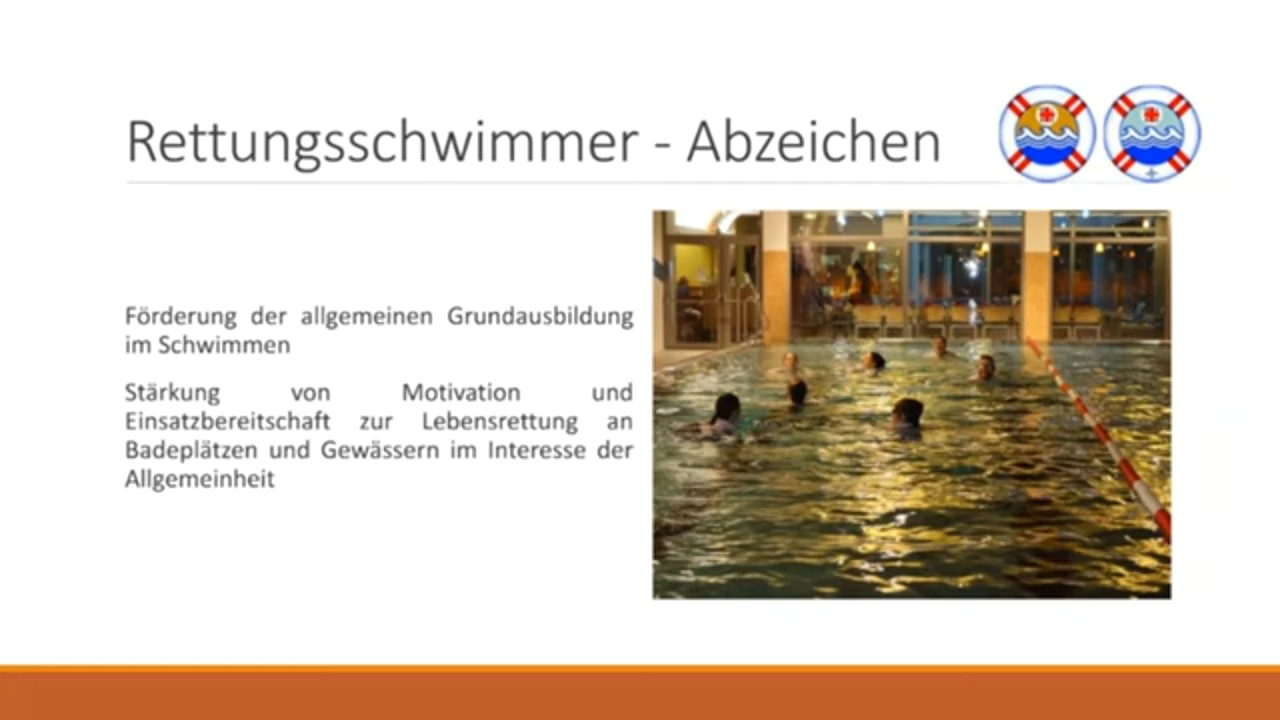 Rettungsschwimmer - Abzeichen
Förderung der allgemeinen Grundausbildung
im Schwimmen
Stärkung von Motivation und
Einsatzbereitschaft zur Lebensrettung an
Badeplätzen und Gewässern im Interesse der
Allgemeinheit